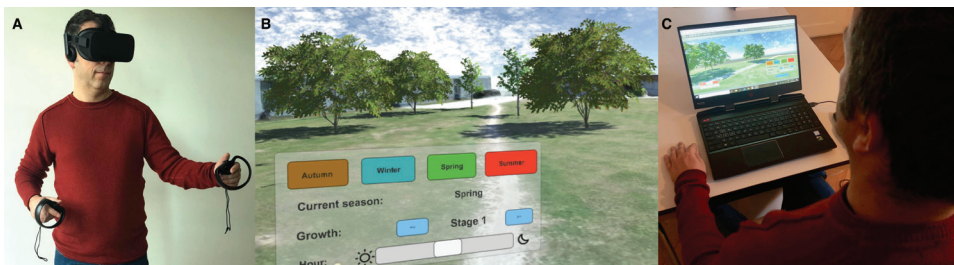 A
B
C
Autumn
Winter
Spring
Summer
Current season:
Spring
Growth:
Stage 1
Hour: